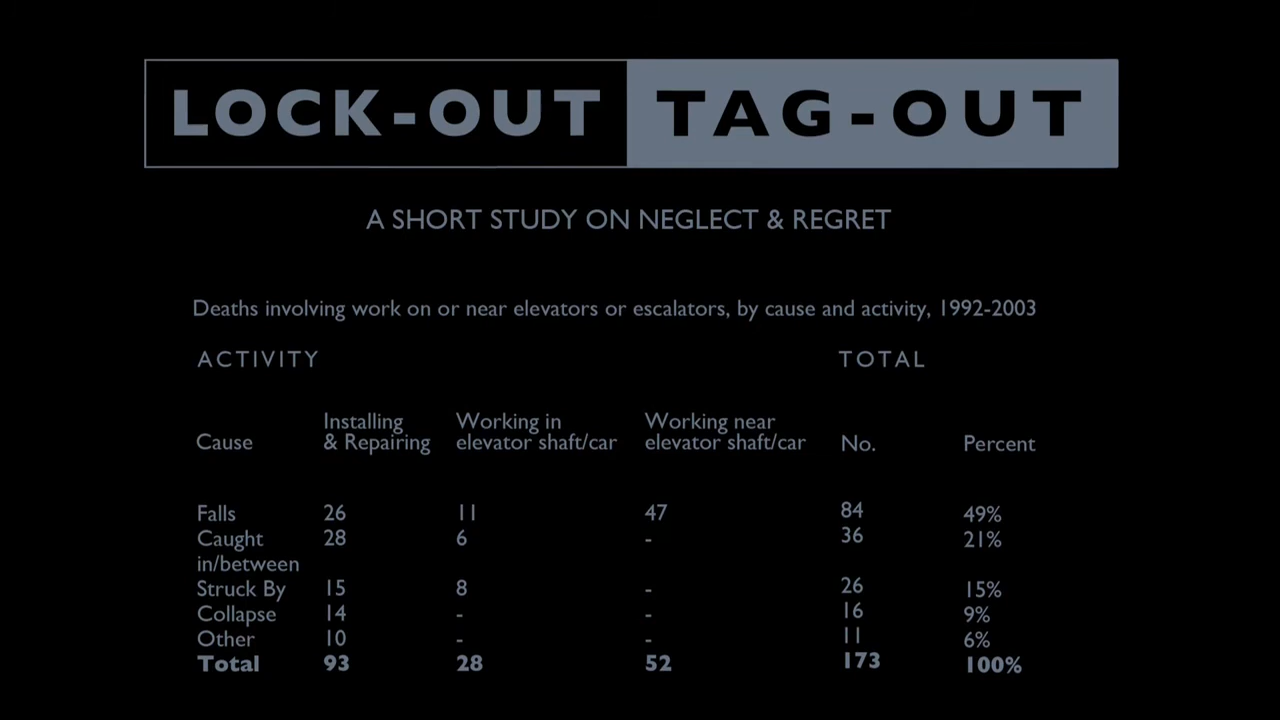 LOCK-OUT TAG-OUT
A SHORT STUDY ON NEGLECT & REGRET
Deaths involving work on or near elevators or escalators, by cause and activity, 1992-2003
ACTIVITY TOTAL
Cause Installing & Repairing Working in elevator shaft/car Working near elevator shaft/car No. Percent
Falls 26 11 47 84 49%
Caught in/between 28 6 - 36 21%
Struck By 15 8 - 26 15%
Collapse 14 - - 16 9%
Other 10 - - 11 6%
Total 93 28 52 173 100%